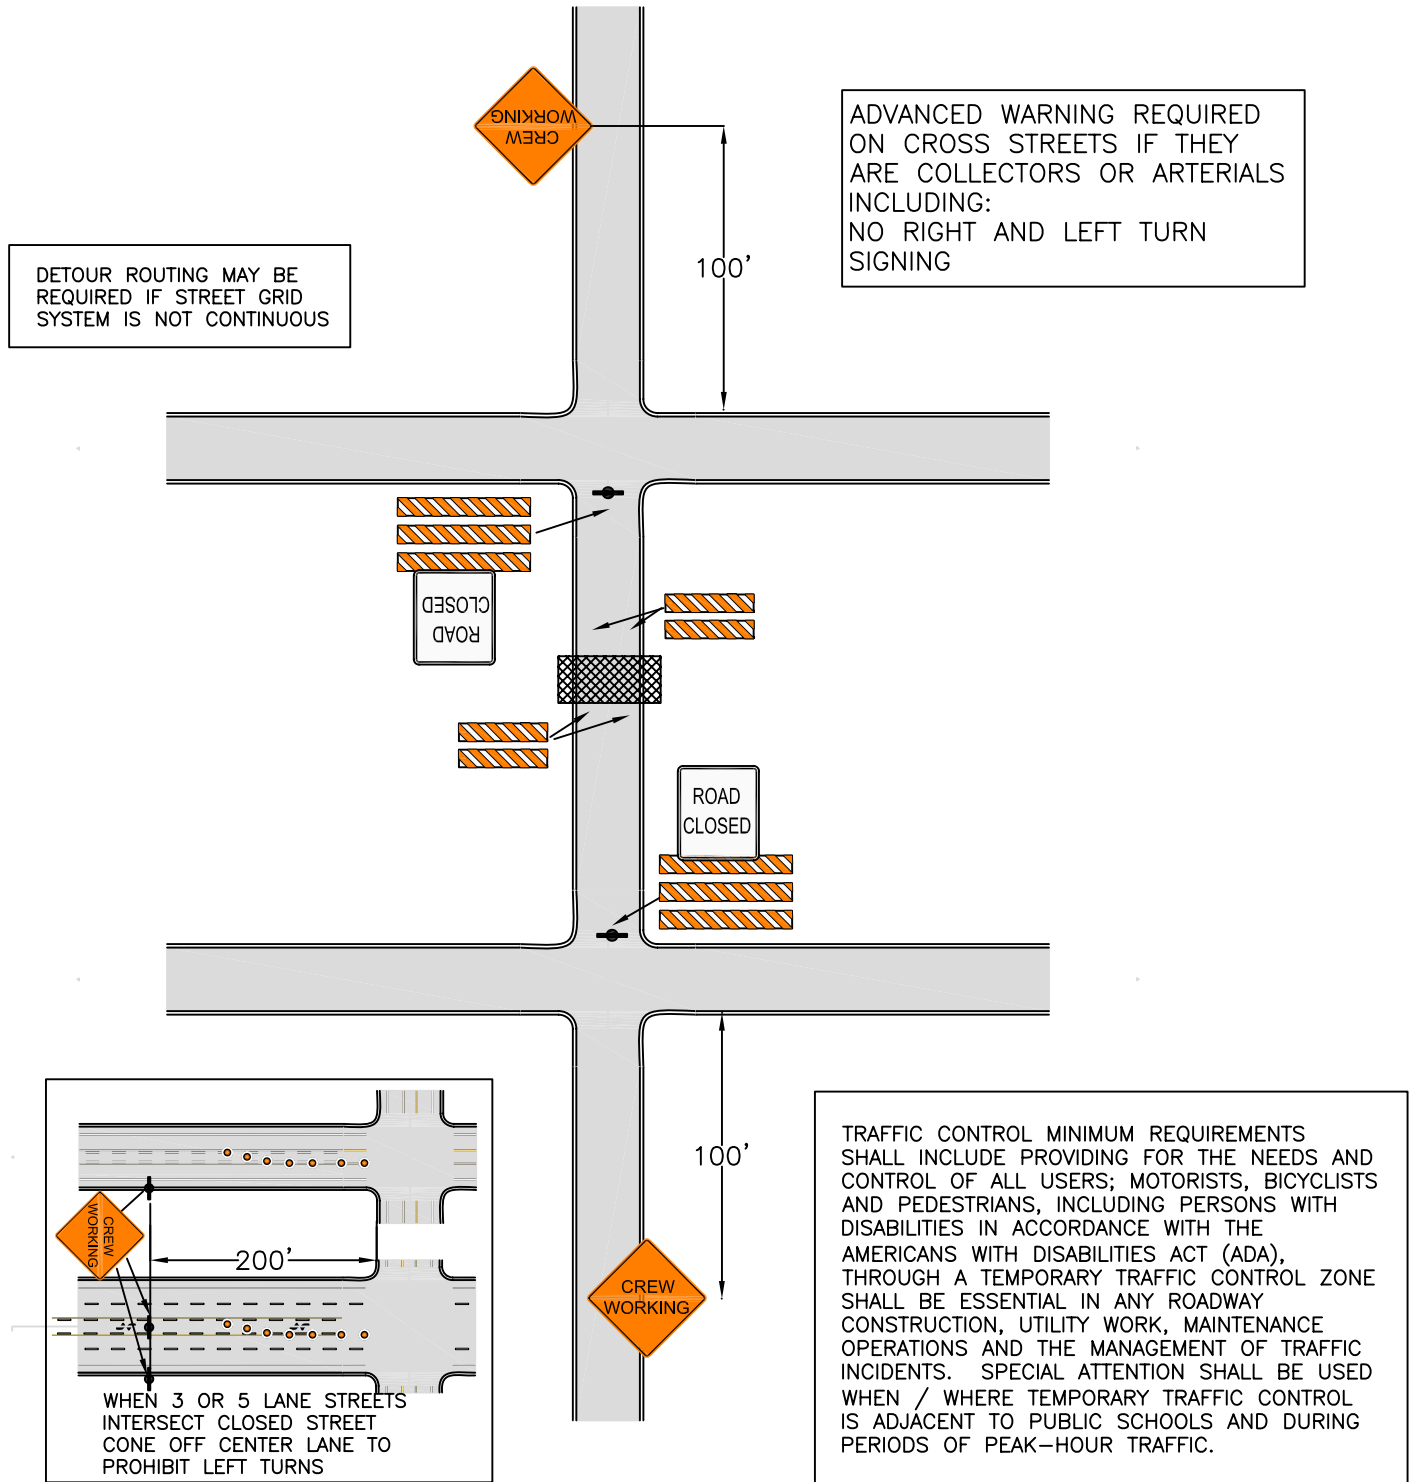 WORKING
CREW
ADVANCED WARNING REQUIRED
ON CROSS STREETS IF THEY
ARE COLLECTORS OR ARTERIALS
INCLUDING:
NO RIGHT AND LEFT TURN
SIGNING
100'
DETOUR ROUTING MAY BE
REQUIRED IF STREET GRID
SYSTEM IS NOT CONTINUOUS
ROAD
CLOSED
ROAD
CLOSED
CREW
WORKING
200'
WHEN 3 OR 5 LANE STREETS
INTERSECT CLOSED STREET
CONE OFF CENTER LANE TO
PROHIBIT LEFT TURNS
100'
CREW
WORKING
TRAFFIC CONTROL MINIMUM REQUIREMENTS
SHALL INCLUDE PROVIDING FOR THE NEEDS AND
CONTROL OF ALL USERS; MOTORISTS, BICYCLISTS
AND PEDESTRIANS, INCLUDING PERSONS WITH
DISABILITIES IN ACCORDANCE WITH THE
AMERICANS WITH DISABILITIES ACT (ADA),
THROUGH A TEMPORARY TRAFFIC CONTROL ZONE
SHALL BE ESSENTIAL IN ANY ROADWAY
CONSTRUCTION, UTILITY WORK, MAINTENANCE
OPERATIONS AND THE MANAGEMENT OF TRAFFIC
INCIDENTS.  SPECIAL ATTENTION SHALL BE USED
WHEN / WHERE TEMPORARY TRAFFIC CONTROL
IS ADJACENT TO PUBLIC SCHOOLS AND DURING
PERIODS OF PEAK-HOUR TRAFFIC.